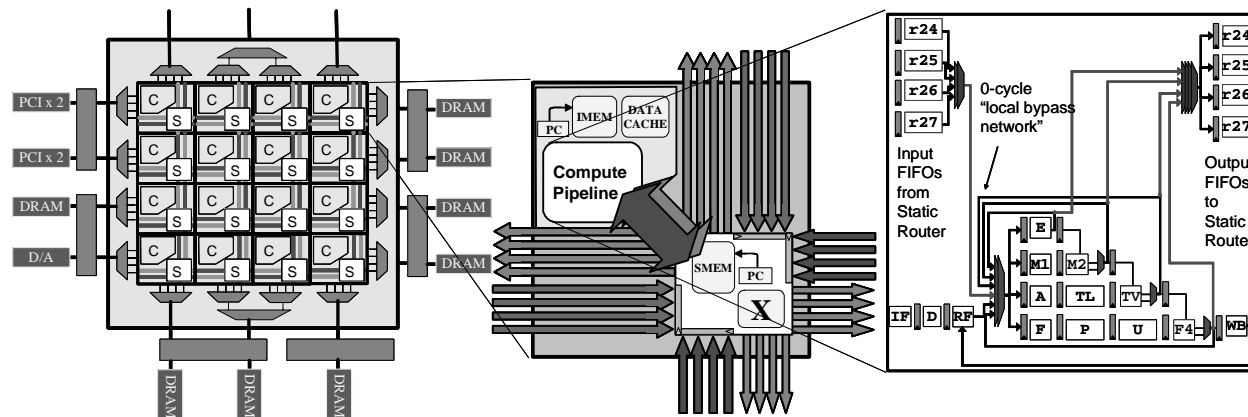 PCI x 2
PCI x 2
DRAM
D/A
C C C C
S S S S
C C C C
S S S S
C C C C
S S S S
C C C C
S S S S
DRAM
DRAM
DRAM
DRAM
DRAM
DRAM
DRAM
PC
IMEM
DATA
CACHE
Compute
Pipeline
SMEM
PC
X
r24
r25
r26
r27
Input
FIFOs
from
Static
Router
0-cycle
“local bypass
network”
r24
r25
r26
r27
Outpu
FIFOs
to
Static
Route
E
M1
M2
A
TL
TV
IF
D
RF
F
P
U
F4
WB